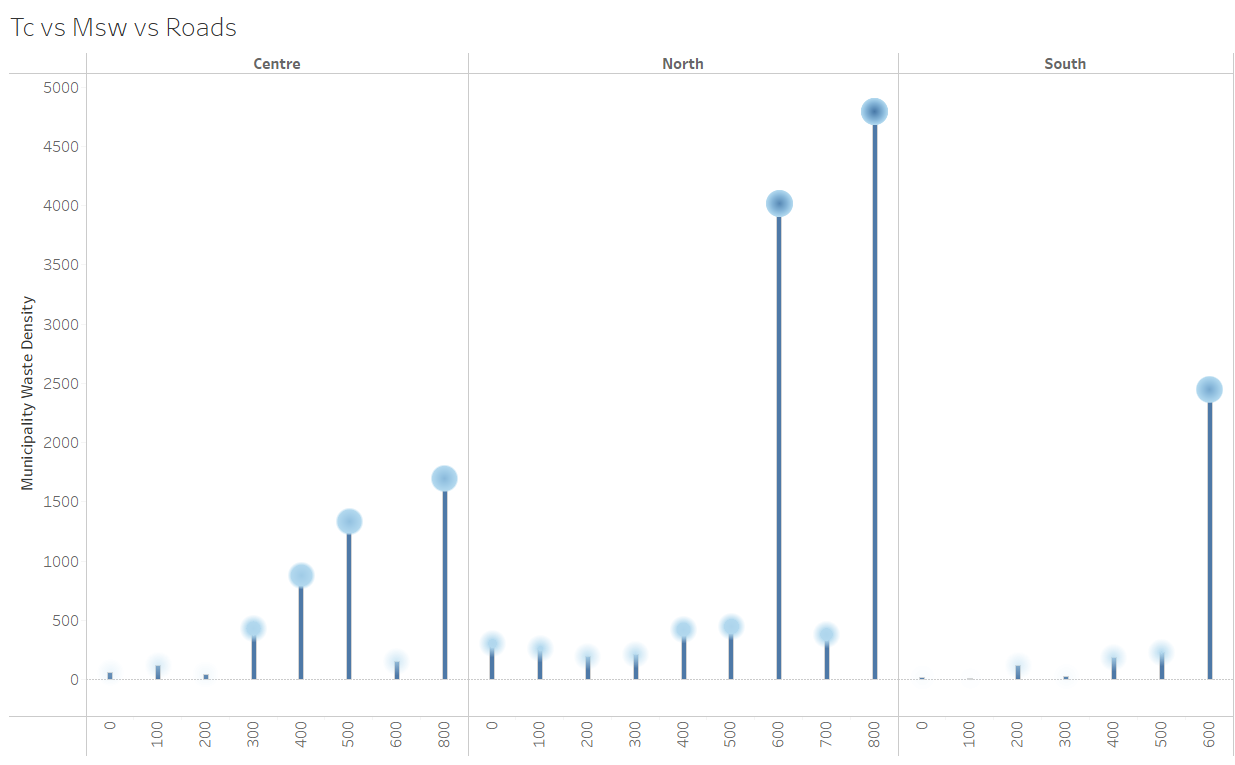 Tc vs Msw vs Roads
Centre North South
Municipality Waste Density
5000
4500
4000
3500
3000
2500
2000
1500
1000
500
0
0 100 200 300 400 500 600 800 0 100 200 300 400 500 600 700 800 0 100 200 300 400 500 600